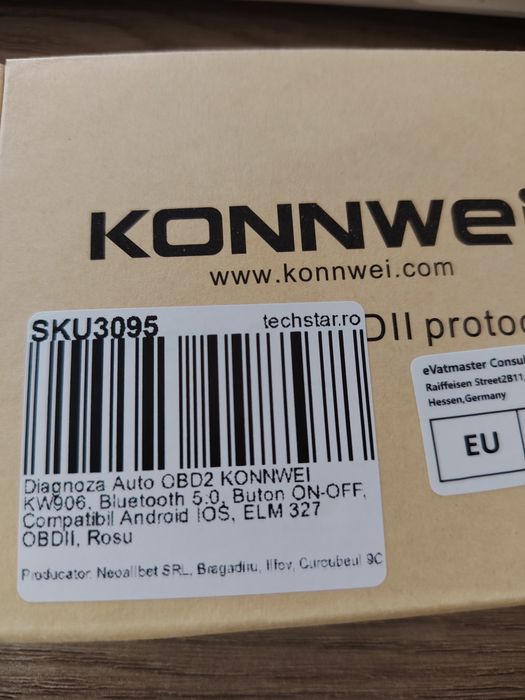 KONNWEI
www.konnwei.com
SKU3095
techstar.ro
DII protoc
eVatmaster Consul
Raiffeisen Street2B11,
Hessen,Germany
EU
Diagnoza Auto OBD2 KONNWEI
KW906, Bluetooth 5.0, Buton ON-OFF,
Compatibil Android IOS, ELM 327
OBDII, Rosu
Producator: Neoallbet SRL, Bragadiru, Ilfov, Curcubeul 9C